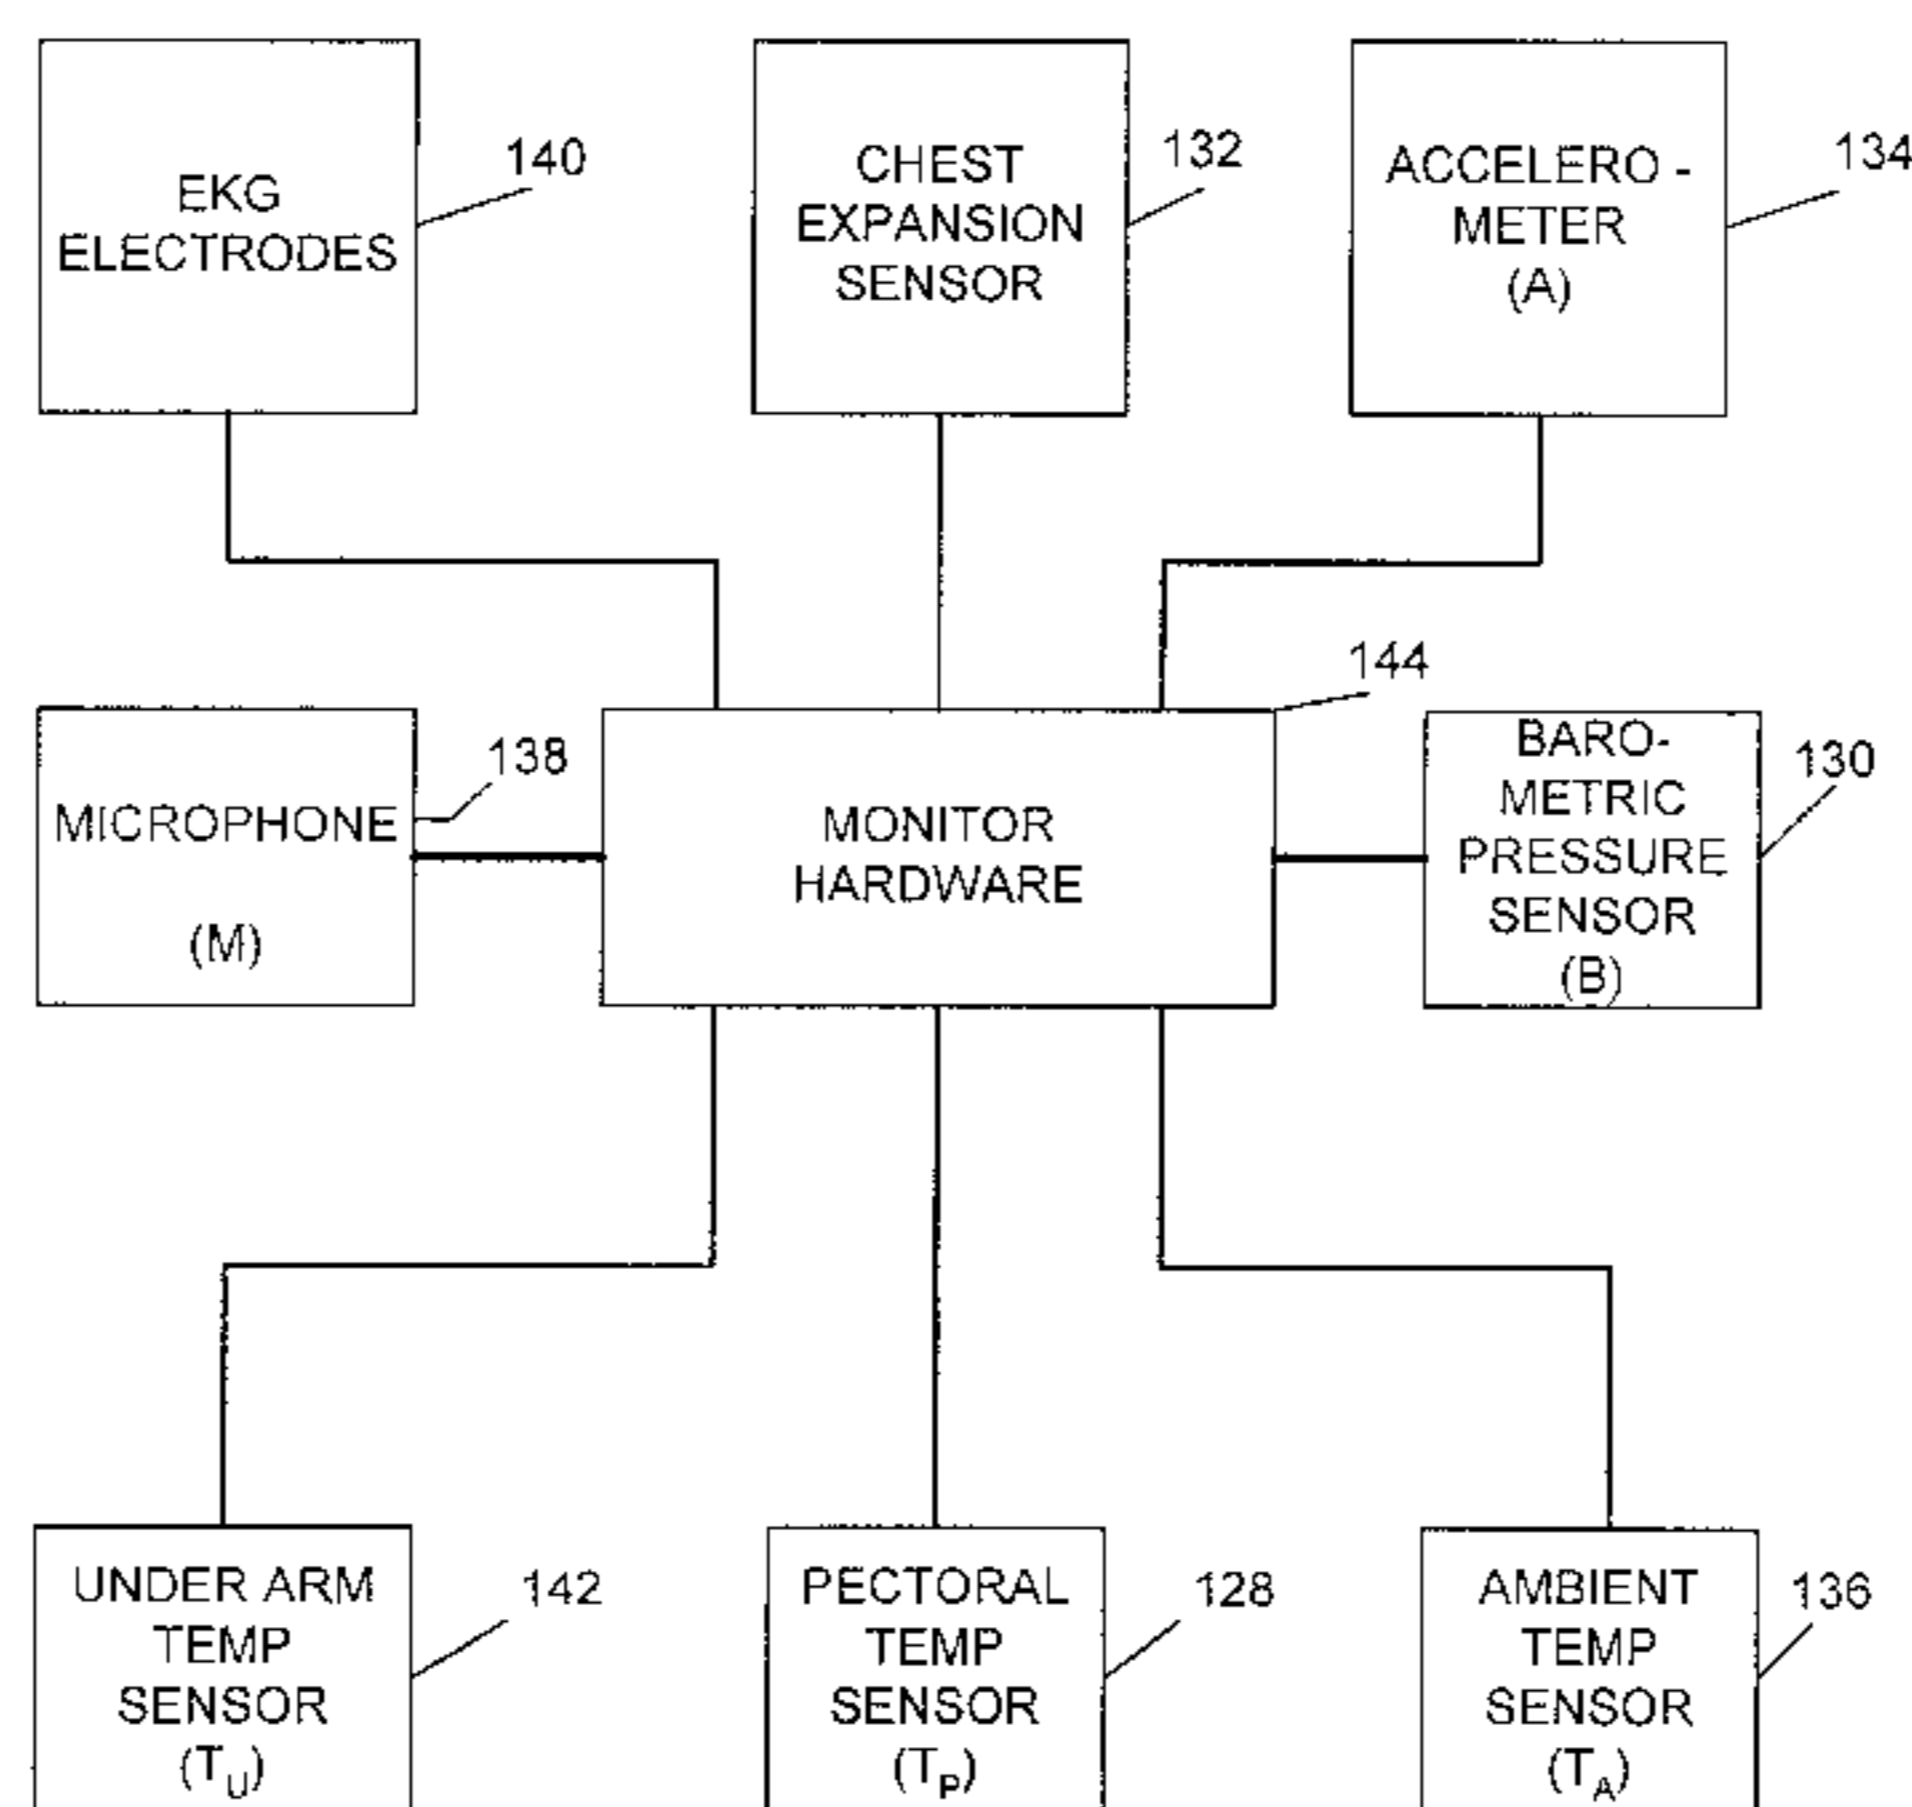 EKG
ELECTRODES
140
CHEST
EXPANSION
SENSOR
132
ACCELERO -
METER
(A)
134
MICROPHONE
(M)
138
MONITOR
HARDWARE
144
BARO-
METRIC
PRESSURE
SENSOR
(B)
130
UNDER ARM
TEMP
SENSOR
(TU)
142
PECTORAL
TEMP
SENSOR
(TP)
128
AMBIENT
TEMP
SENSOR
(TA)
136